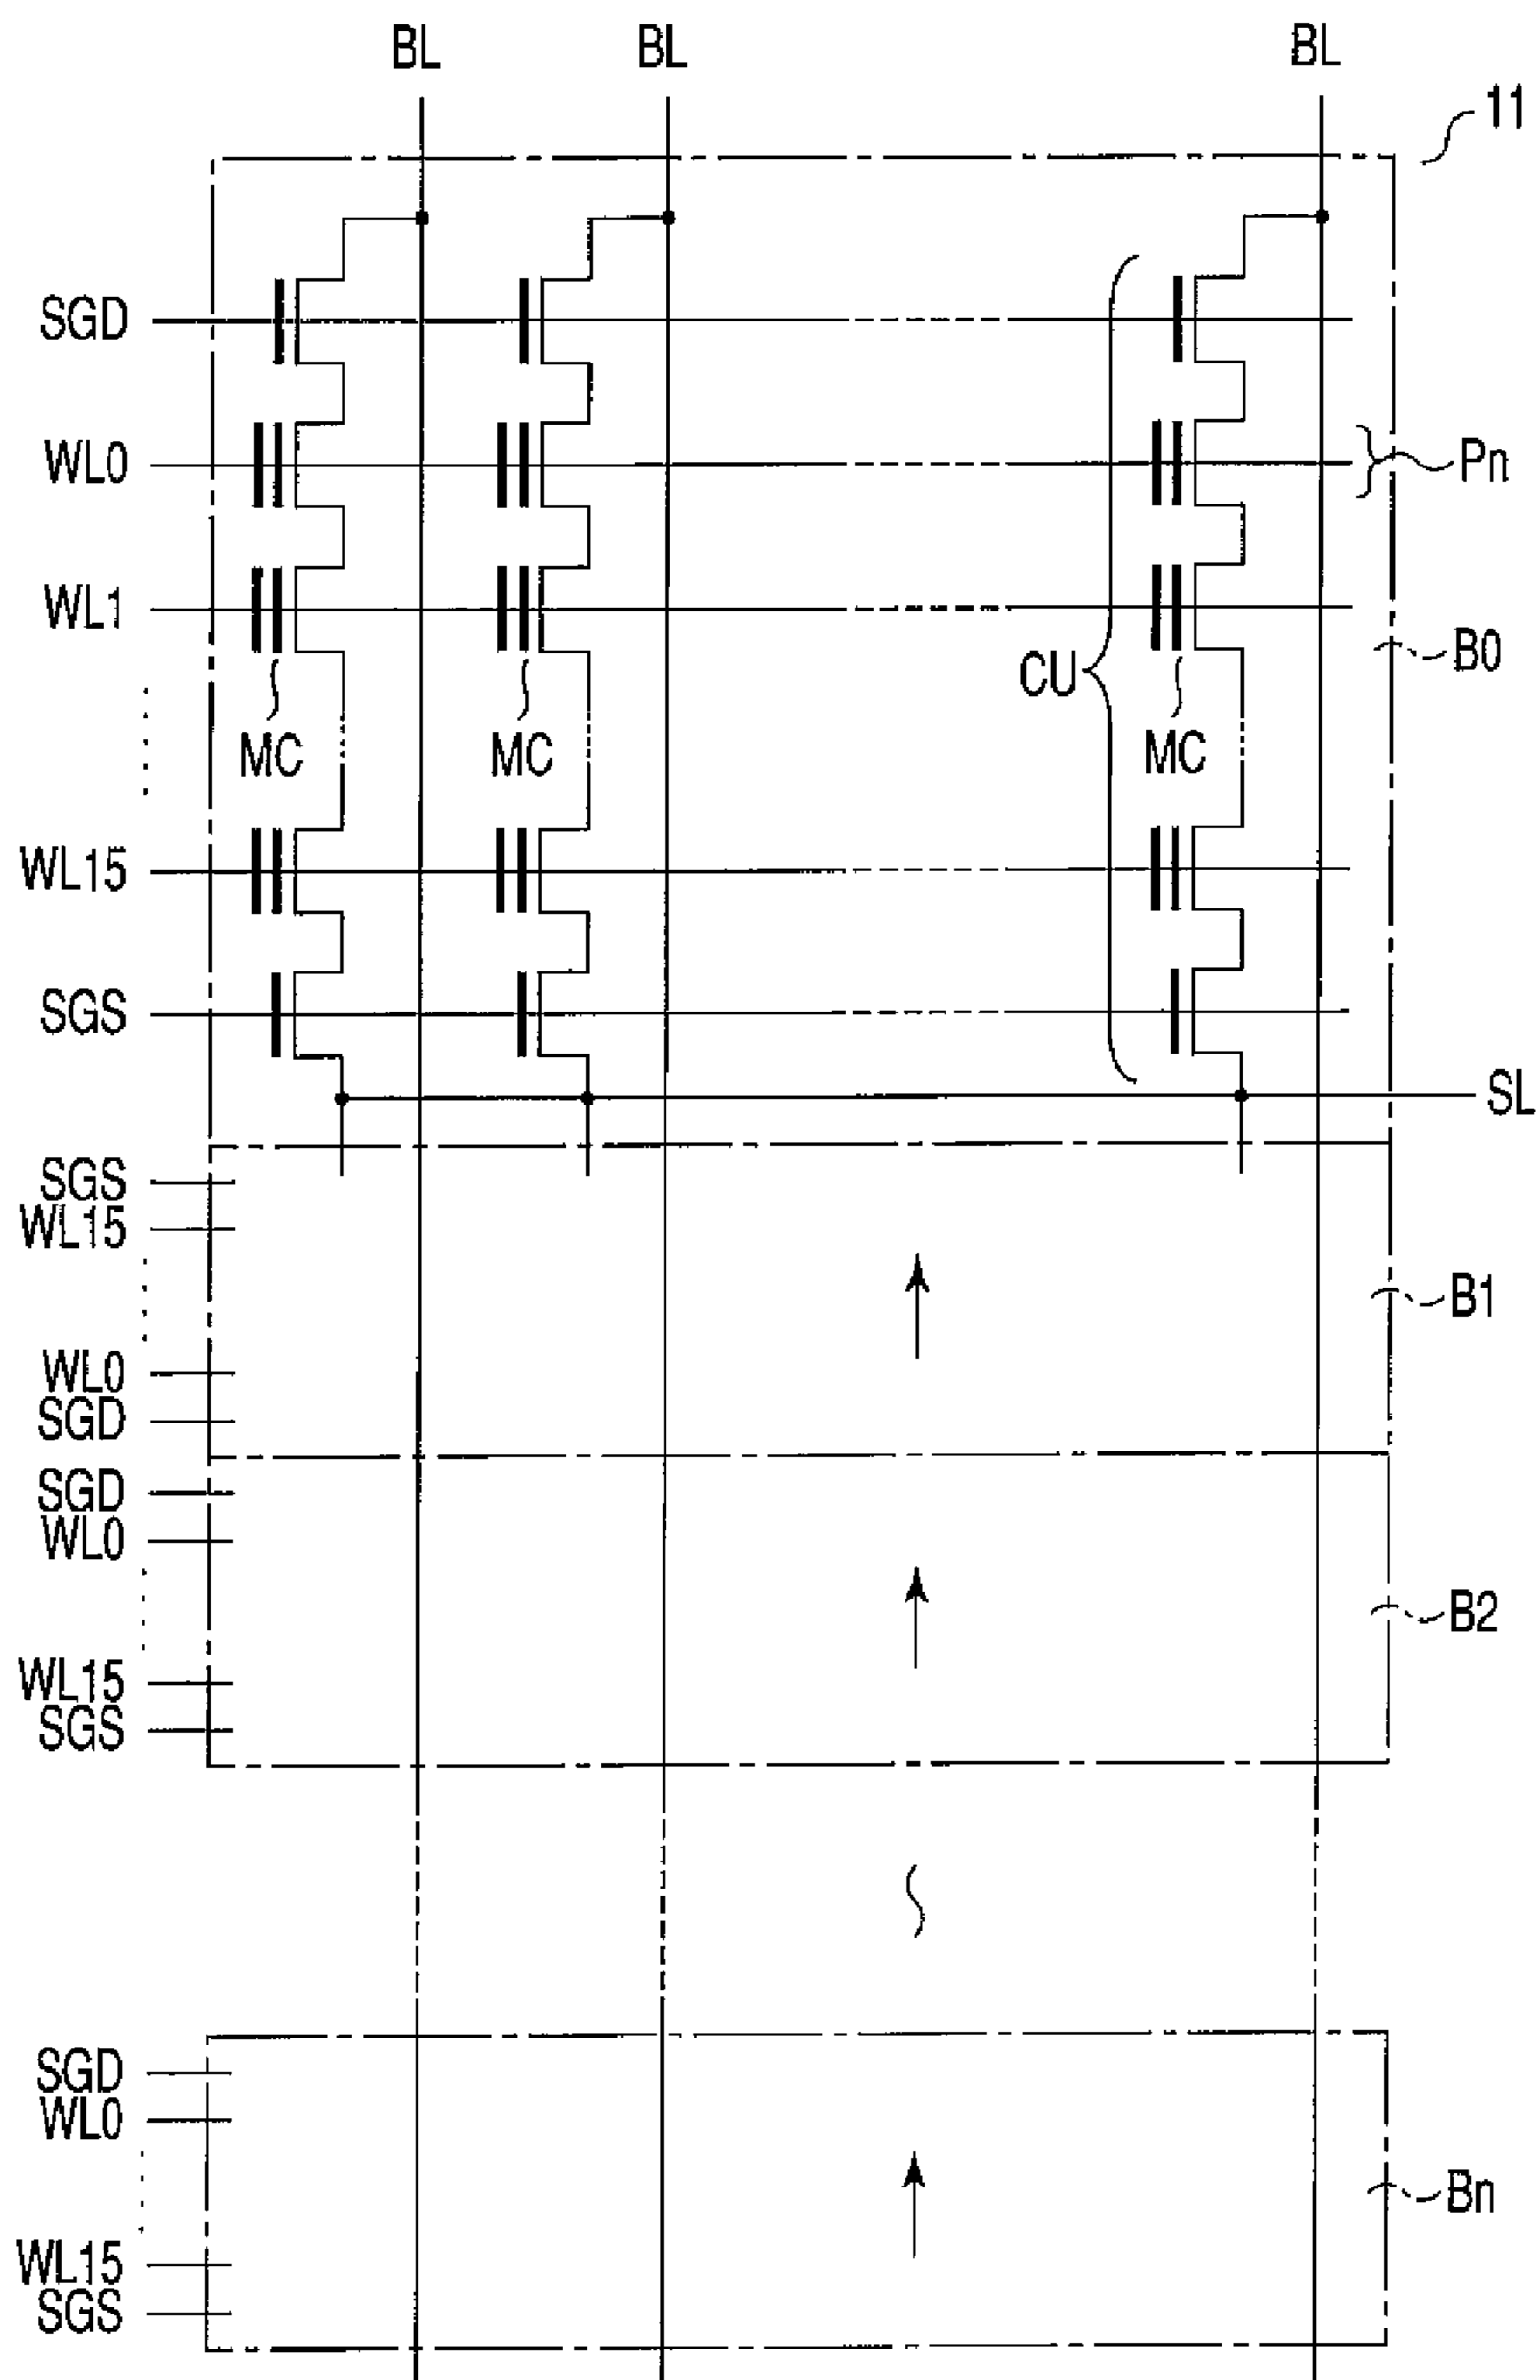 BL BL BL
11
SGD
WL0 Pn
WL1
B0
CU
MC MC MC
WL15
SGS
SL
SGS
WL15
B1
WL0
SGD
SGD
WL0
B2
WL15
SGS
SGD
WL0
Bn
WL15
SGS